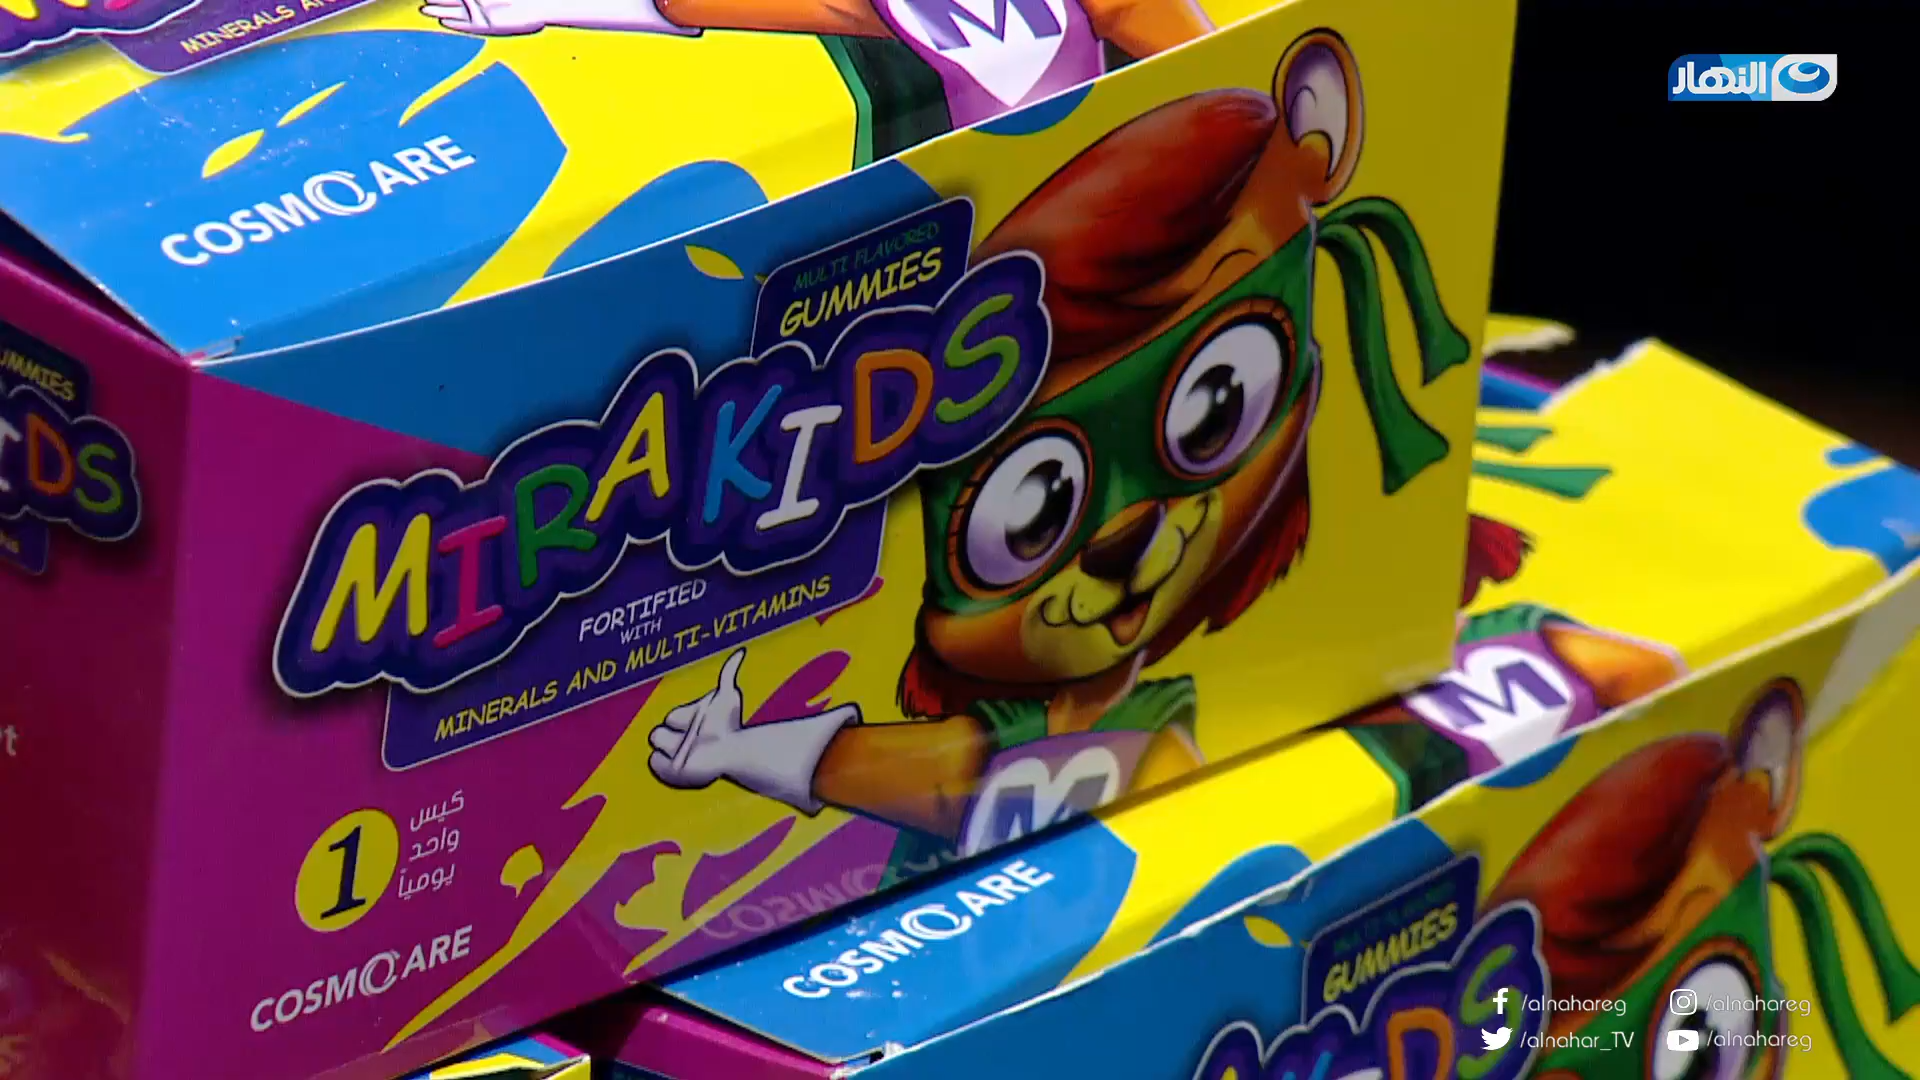 MINERALS AN
M
النهار
COSMOCARE
MULTI FLAVORED
GUMMIES
MIRAKIDS
FORTIFIED
WITH
MINERALS AND MULTI-VITAMINS
M
1
كيس
واحد
يومياً
COSMOCARE
M
COSMOCARE
GUMMIES
/alnahareg
/alnahareg
/alnahar_TV
/alnahareg